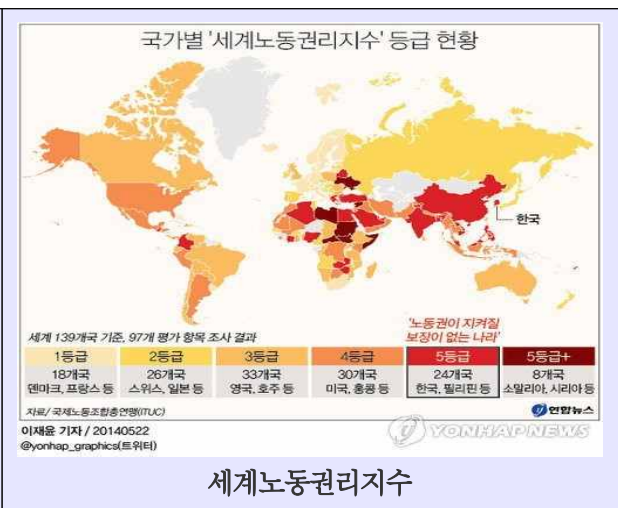 국가별 '세계노동권리지수' 등급 현황
한국
세계 139개국 기준, 97개 평가 항목 조사 결과
'노동권이 지켜질
보장이 없는 나라'
1등급 2등급 3등급 4등급 5등급 5등급+
18개국 26개국 33개국 30개국 24개국 8개국
덴마크, 프랑스 등 스위스, 일본 등 영국, 호주 등 미국, 홍콩 등 한국, 필리핀 등 소말리아, 시리아 등
자료/ 국제노동조합총연맹(ITUC) 연합뉴스
이재윤 기자 / 20140522
@yonhap_graphics(트위터)
YONHAP NEWS
세계노동권리지수